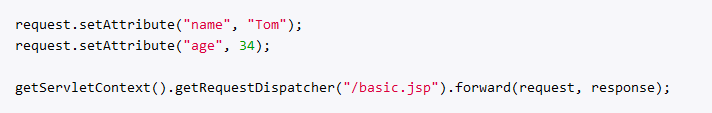 request.setAttribute("name", "Tom");
request.setAttribute("age", 34);
getServletContext().getRequestDispatcher("/basic.jsp").forward(request, response);